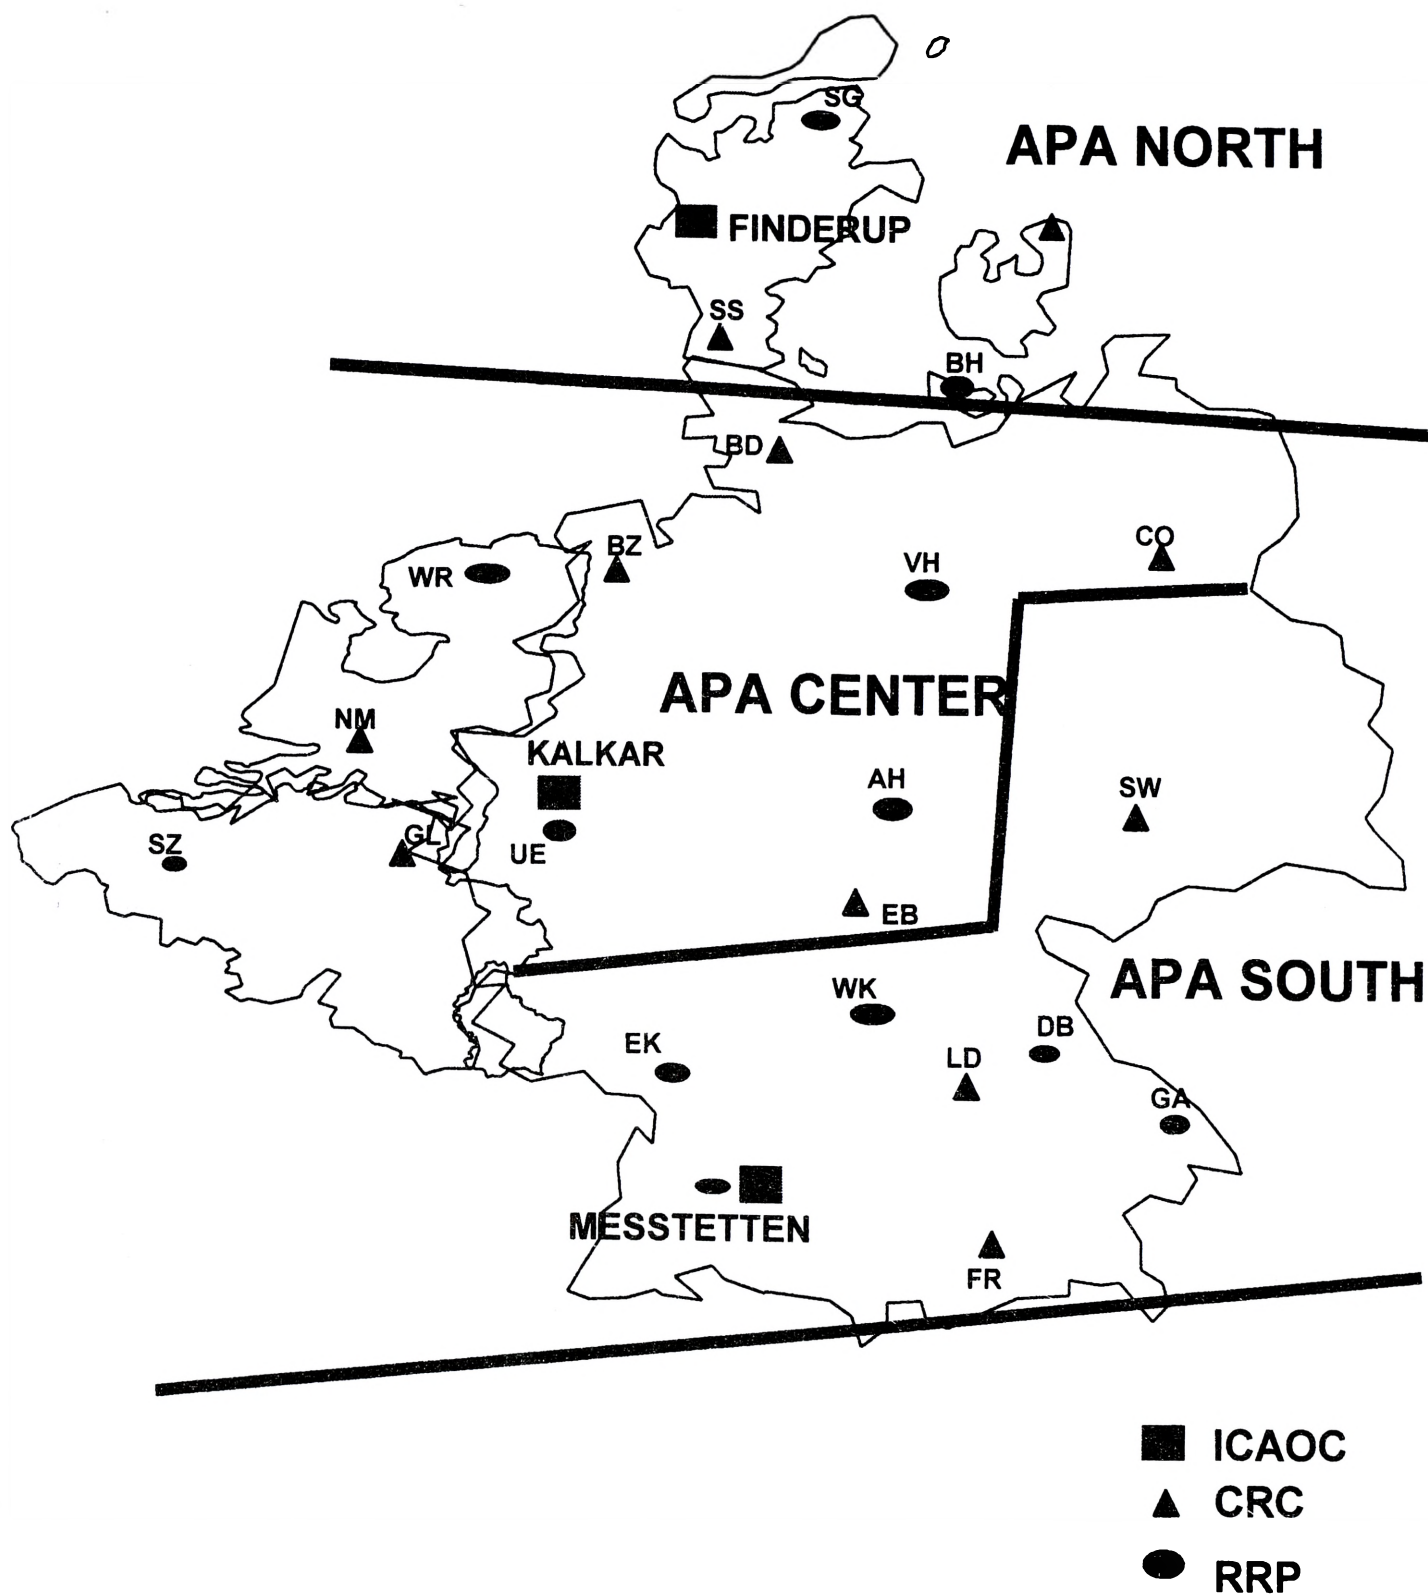 SG
APA NORTH
FINDERUP
SS
BH
BD
CO
BZ
VH
WR
APA CENTER
NM
KALKAR
AH
SW
GL
SZ
UE
EB
APA SOUTH
WK
DB
EK
LD
GA
MESSTETTEN
FR
ICAOC
CRC
RRP